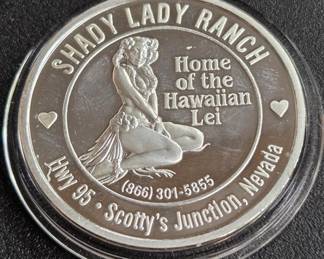 SHADY LADY RANCH
Home
of the
Hawaiian
Lei
(866) 301-5855
Hwy 95 • Scotty's Junction, Nevada